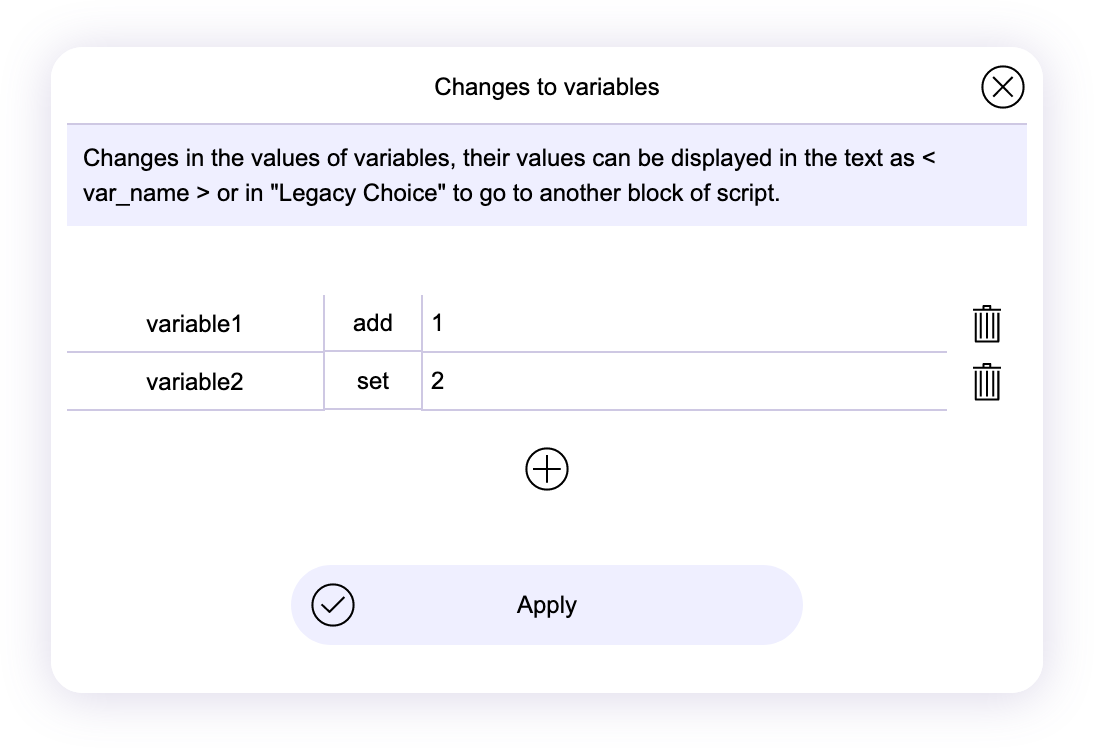 Changes to variables
Changes in the values of variables, their values can be displayed in the text as <
var_name > or in "Legacy Choice" to go to another block of script.
variable1 add 1
variable2 set 2
Apply